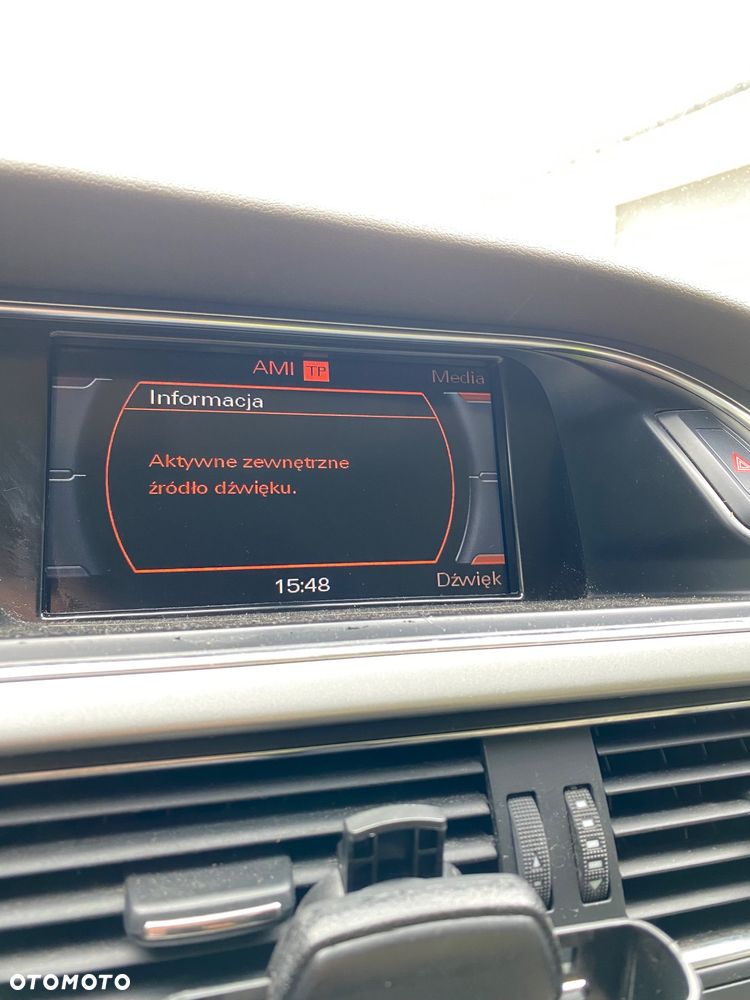 AMI TP
Media
Informacja
Aktywne zewnętrzne
źródło dźwięku.
15:48
Dźwięk
OTOMOTO